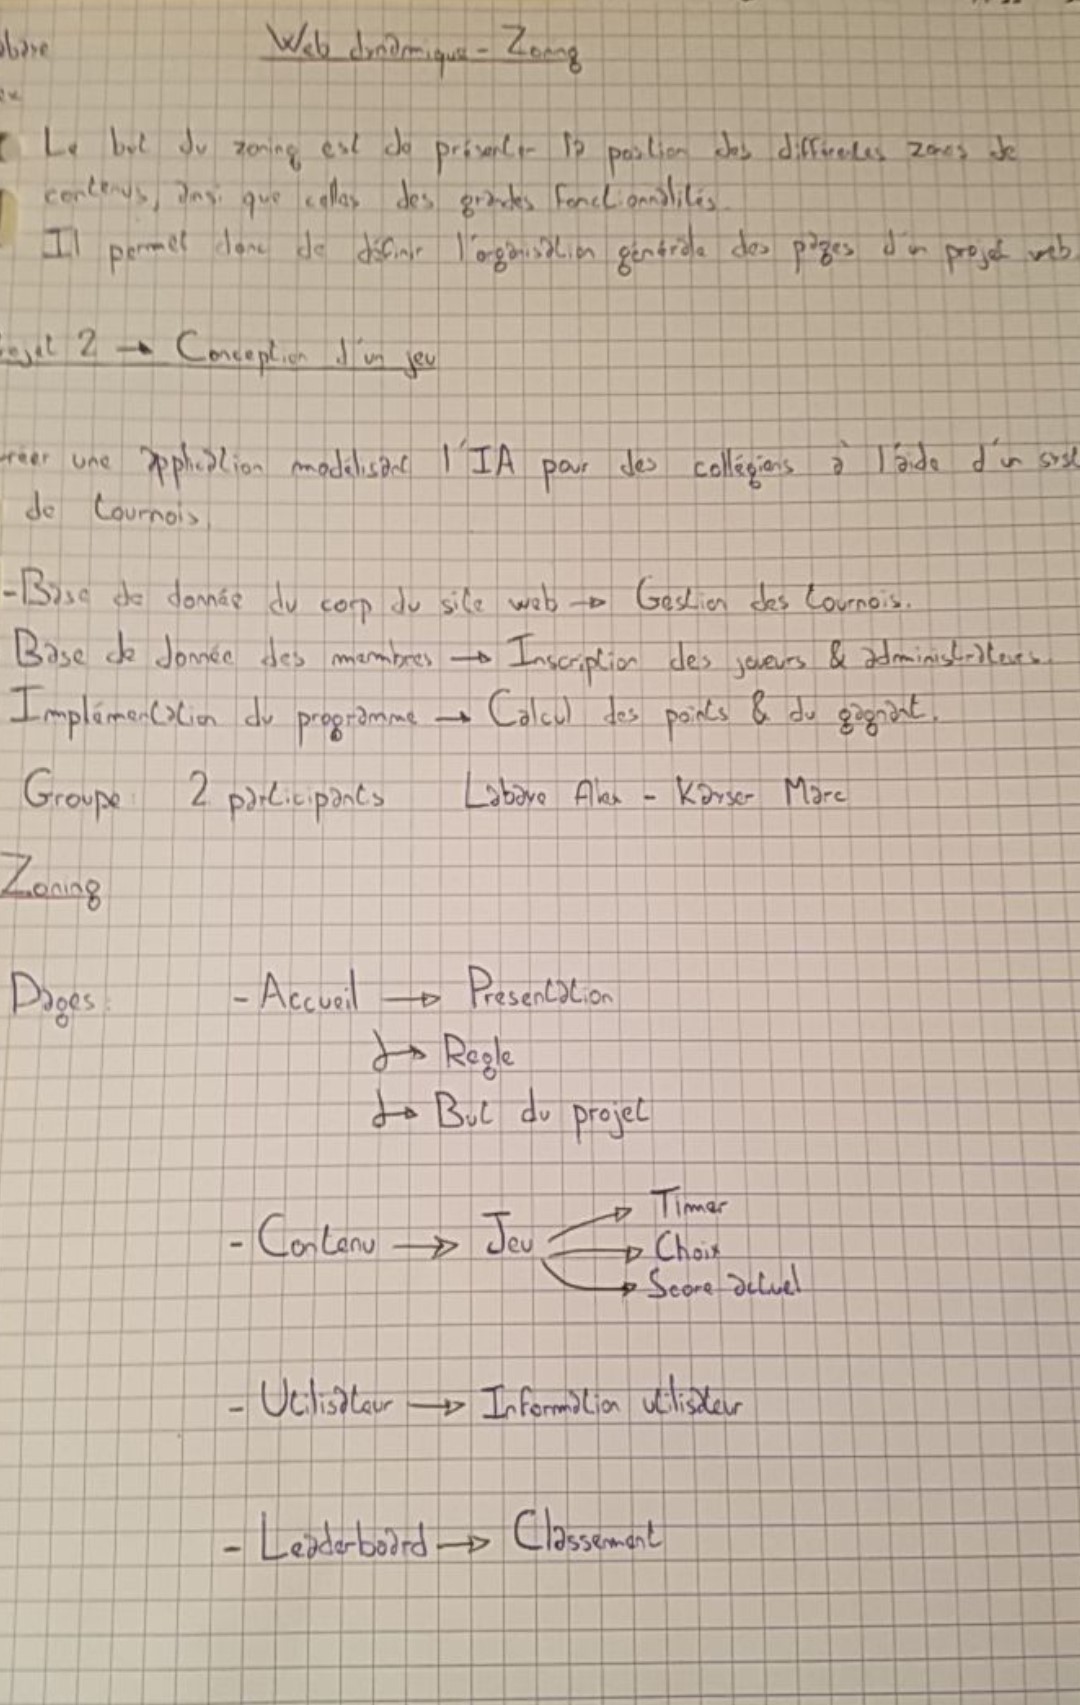 Web dynamique - Zoning
Le but du zoning est de présenter la position des différentes zones de
contenus, ainsi que celles des grandes fonctionnalités.
Il permet donc de définir l'organisation générale des pages d'un projet web
2 → Conception d'un jeu
réer une application modélisant l'IA pour des collégiens à l'aide d'un syst
de tournois.
- Base de donnée du corp du site web → Gestion des tournois.
Base de donnée des membres → Inscription des joueurs & administrateurs.
Implémentation du programme → Calcul des points & du gagnant.
Groupe : 2 participants Labare Alex - Kayser Marc
Zoning
Pages : - Accueil → Presentation
→ Regle
→ But du projet
- Contenu → Jeu → Timer
→ Choix
→ Score actuel
- Utilisateur → Information utilisateur
- Leaderboard → Classement